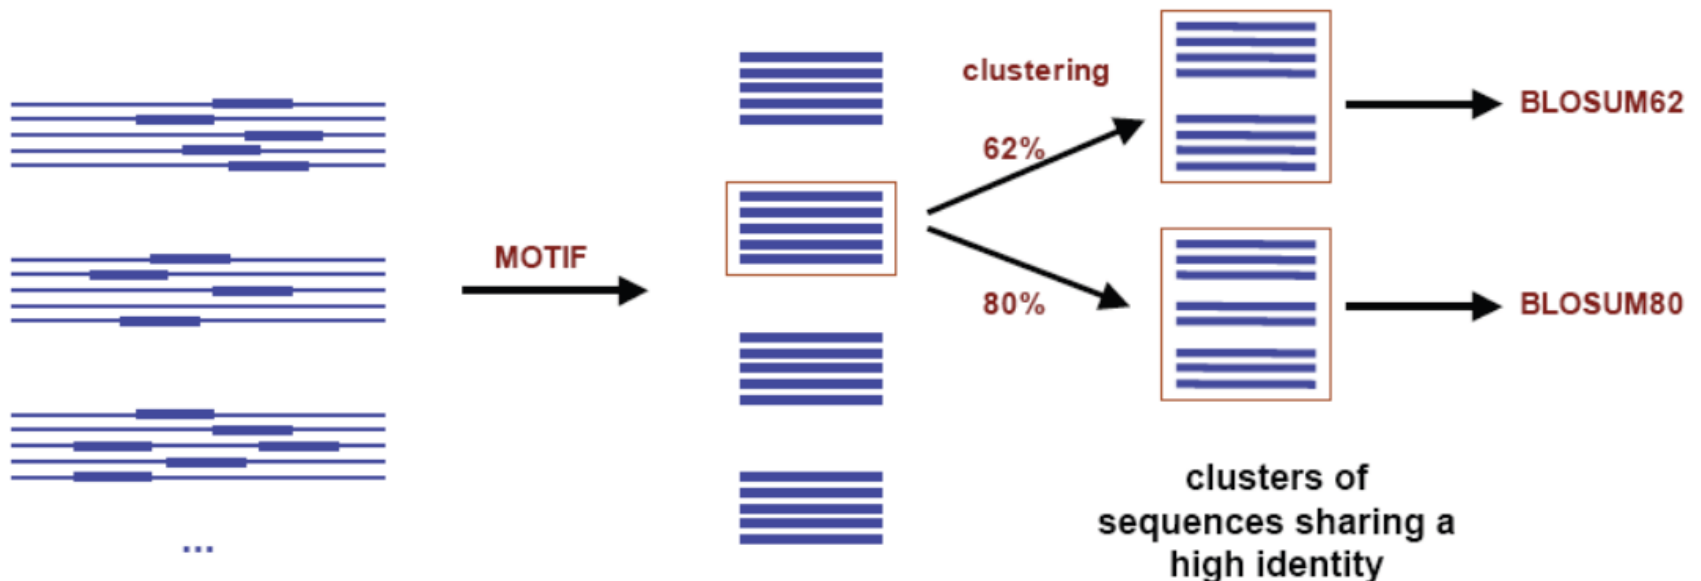 ...
MOTIF
clustering
62%
80%
BLOSUM62
BLOSUM80
clusters of
sequences sharing a
high identity